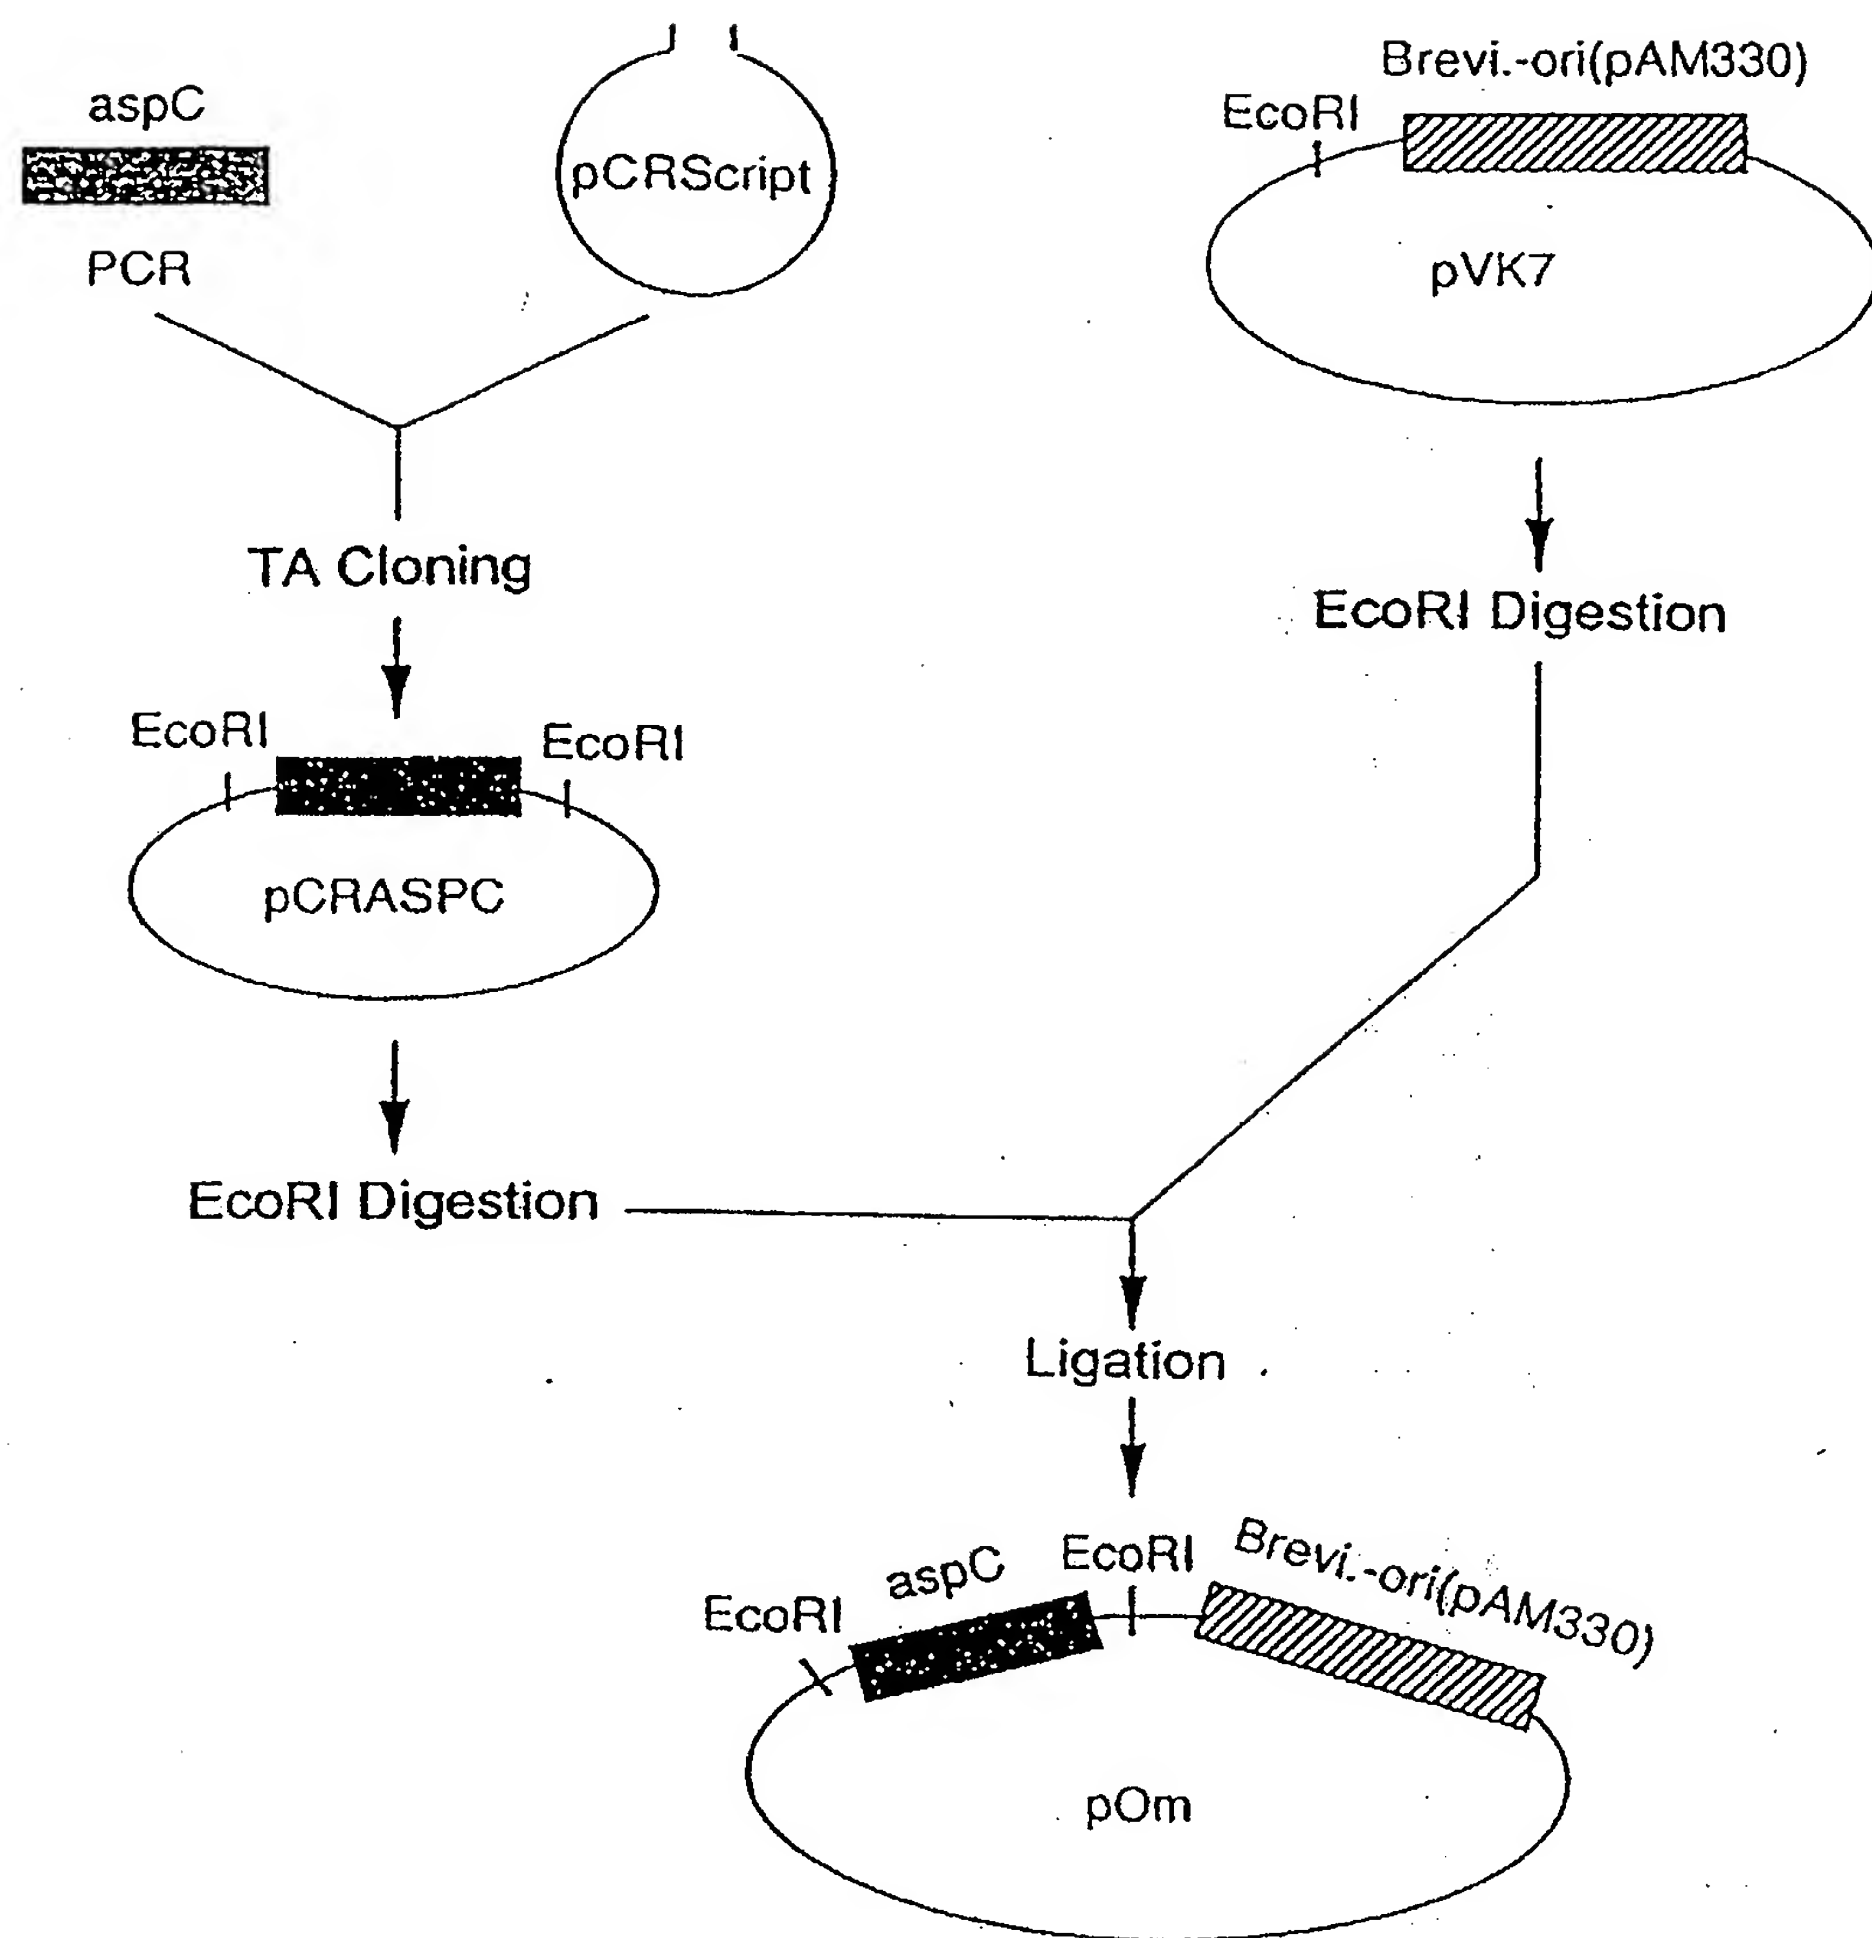 aspC
PCR
pCRScript
Brevi.-ori(pAM330)
EcoRI
pVK7
TA Cloning
EcoRI Digestion
EcoRI
EcoRI
pCRASPC
EcoRI Digestion
Ligation
EcoRI
aspC
EcoRI
Brevi.-ori(pAM330)
pOm